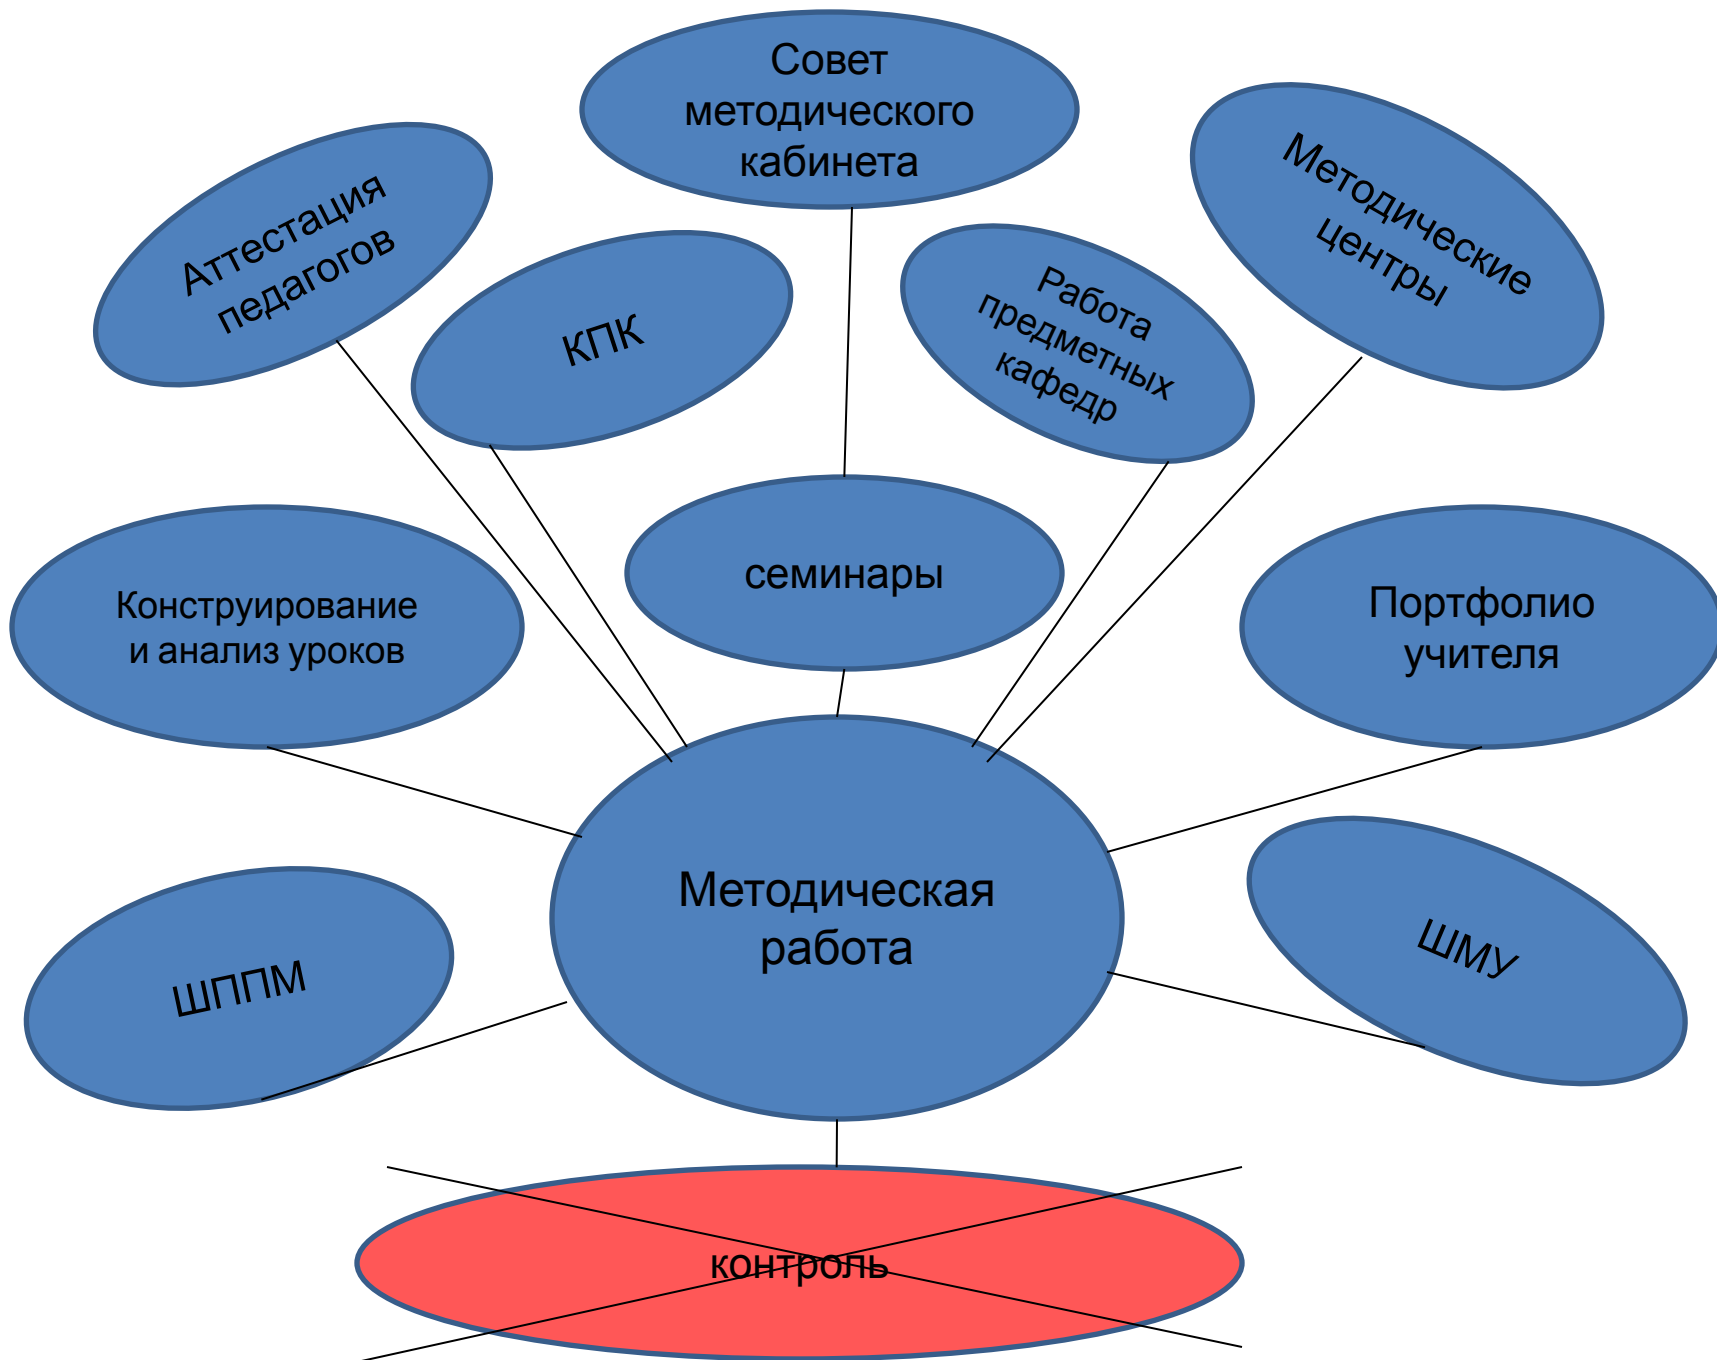 Совет
методического
кабинета
Аттестация
педагогов
Методические
центры
КПК
Работа
предметных
кафедр
Конструирование
и анализ уроков
семинары
Портфолио
учителя
Методическая
работа
ШППМ
ШМУ
контроль